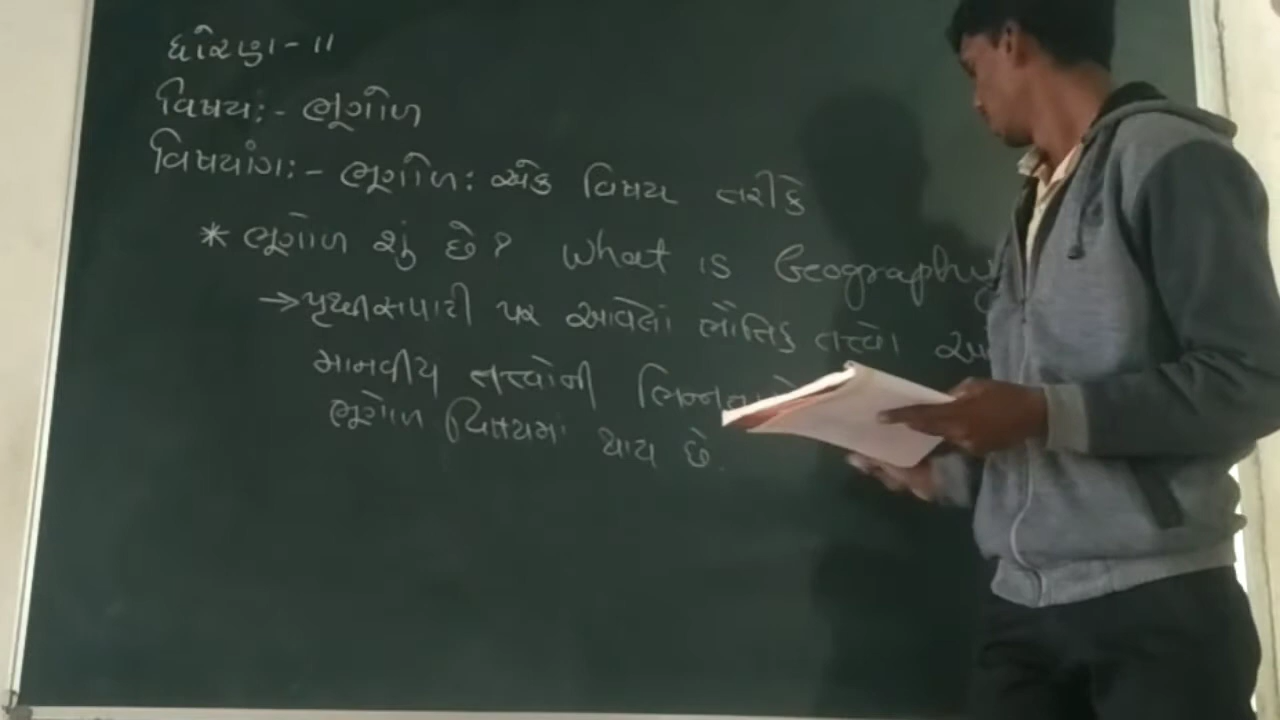 ધોરણ - 11
વિષય:- ભૂગોળ
વિષયાંગ:- ભૂગોળ: એક વિષય તરીકે
* ભૂગોળ શું છે? What is Geography
→ પૃથ્વીસપાટી પર આવેલાં ભૌતિક તત્ત્વો
માનવીય તત્ત્વોની
ભૂગોળ વિષયમાં થાય છે.